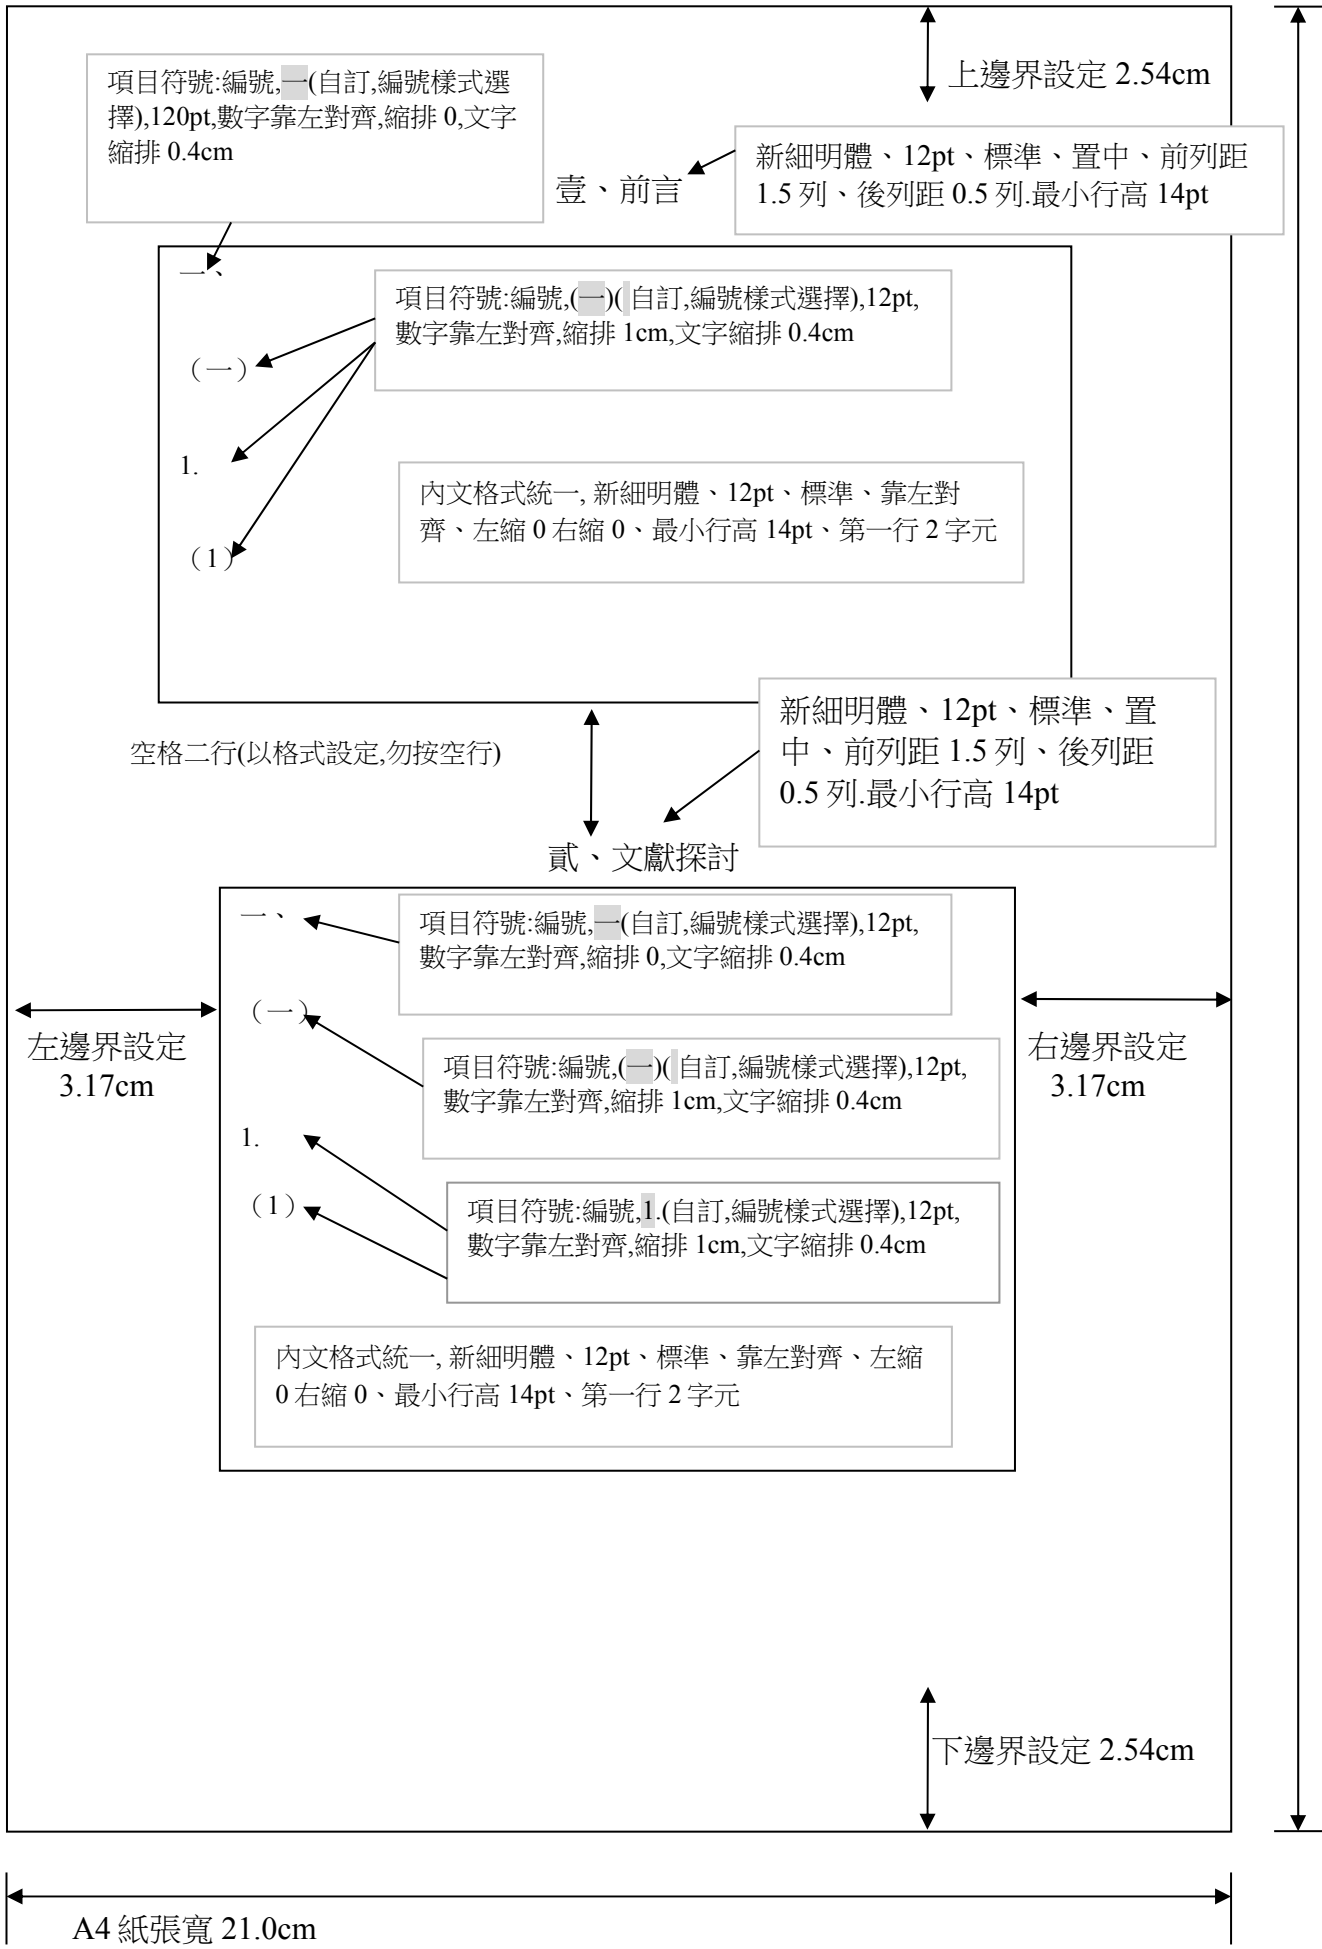 上邊界設定 2.54cm
項目符號:編號,一(自訂,編號樣式選
擇),120pt,數字靠左對齊,縮排 0,文字
縮排 0.4cm
新細明體、12pt、標準、置中、前列距
1.5 列、後列距 0.5 列.最小行高 14pt
壹、前言
一、
項目符號:編號,(一)( 自訂,編號樣式選擇),12pt,
數字靠左對齊,縮排 1cm,文字縮排 0.4cm
（一）
1.
內文格式統一, 新細明體、12pt、標準、靠左對
齊、左縮 0 右縮 0、最小行高 14pt、第一行 2 字元
（1）
新細明體、12pt、標準、置
中、前列距 1.5 列、後列距
0.5 列.最小行高 14pt
空格二行(以格式設定,勿按空行)
貳、文獻探討
一、
項目符號:編號,一(自訂,編號樣式選擇),12pt,
數字靠左對齊,縮排 0,文字縮排 0.4cm
（一）
左邊界設定
3.17cm
右邊界設定
3.17cm
項目符號:編號,(一)( 自訂,編號樣式選擇),12pt,
數字靠左對齊,縮排 1cm,文字縮排 0.4cm
1.
（1）
項目符號:編號,1.(自訂,編號樣式選擇),12pt,
數字靠左對齊,縮排 1cm,文字縮排 0.4cm
內文格式統一, 新細明體、12pt、標準、靠左對齊、左縮
0 右縮 0、最小行高 14pt、第一行 2 字元
下邊界設定 2.54cm
A4 紙張寬 21.0cm